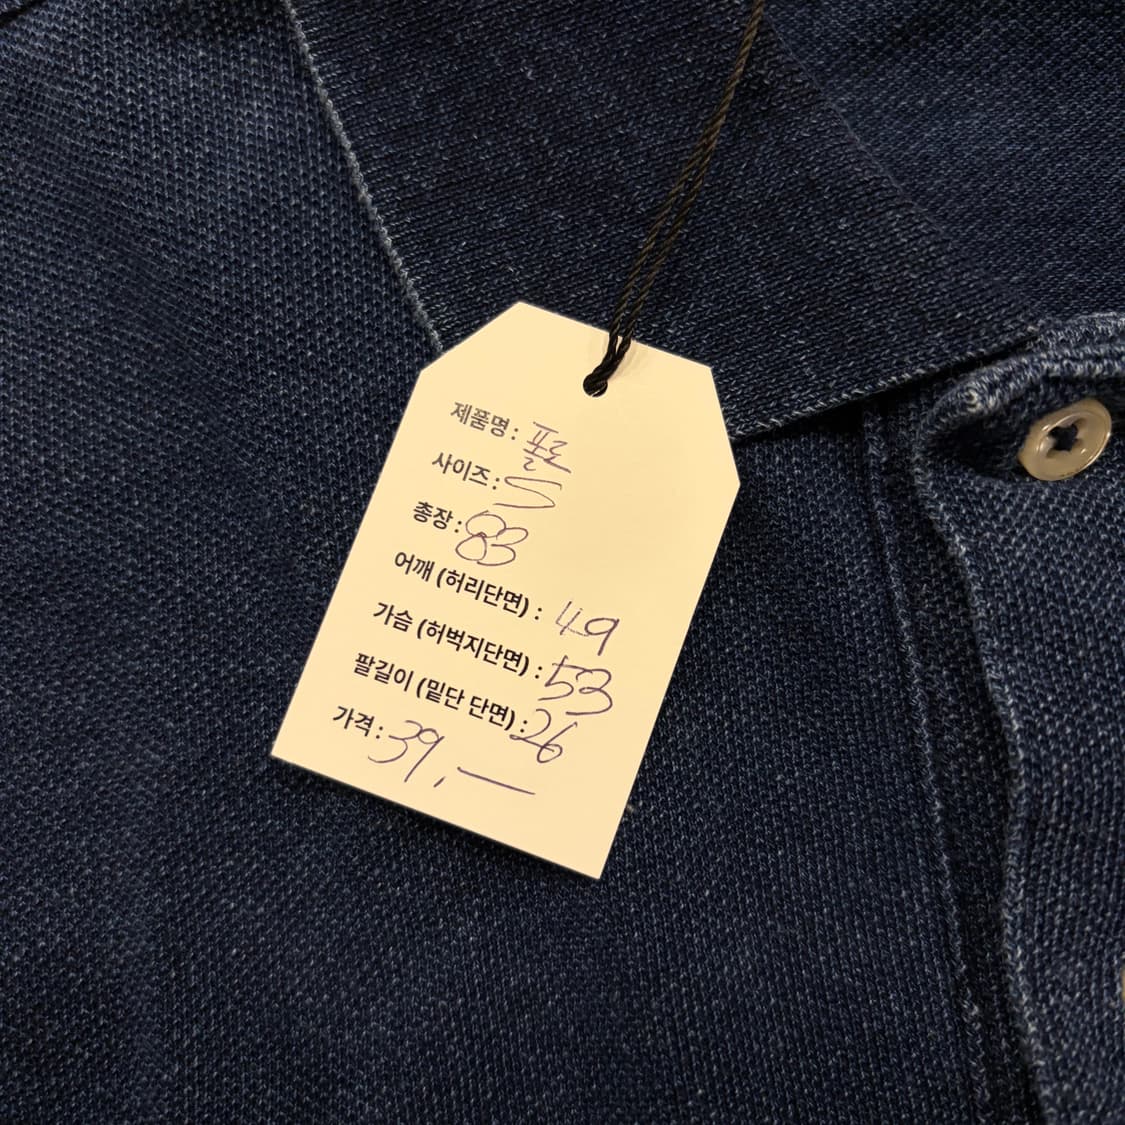 제품명: 폴로
사이즈: S
총장: 83
어깨 (허리단면) : 49
가슴 (허벅지단면) : 53
팔길이 (밑단 단면) : 26
가격: 39,—